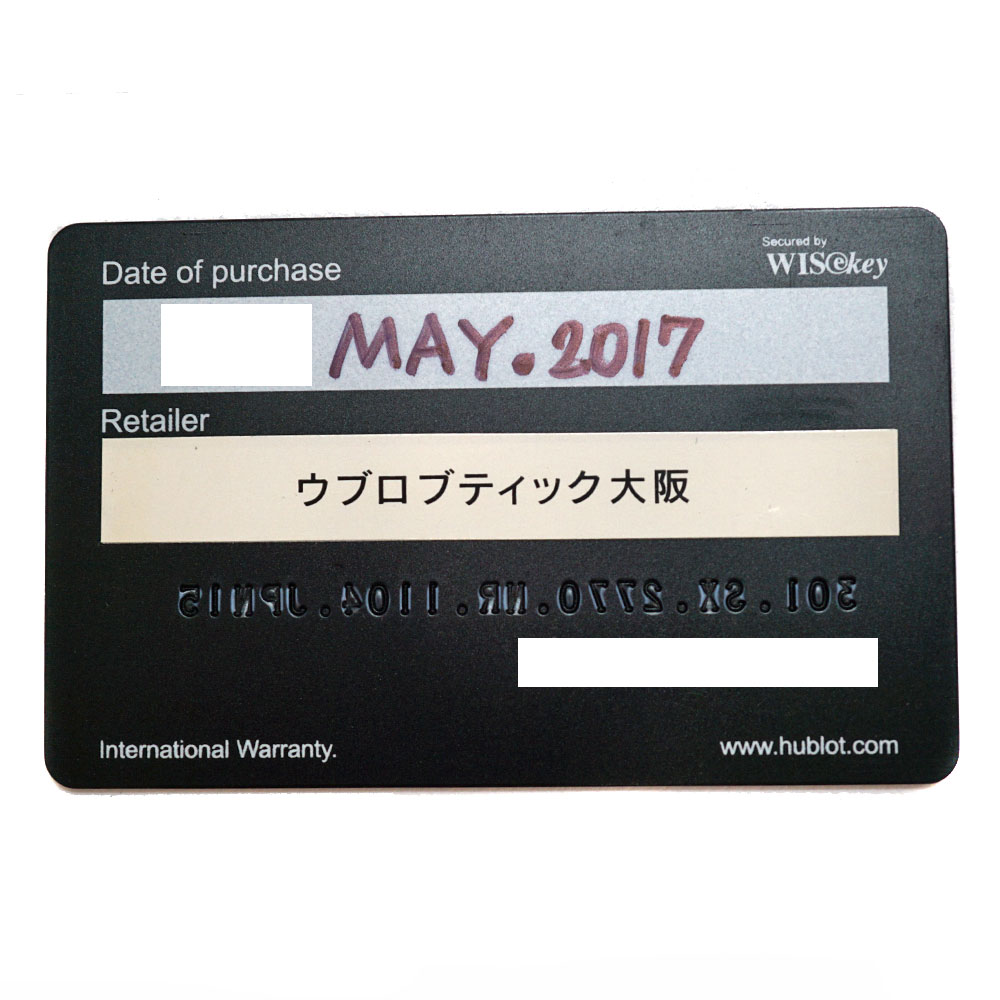 Secured by
WISekey
Date of purchase
MAY.2017
Retailer
ウブロブティック大阪
301.SX.2770.NR.1104.JPN15
International Warranty.
www.hublot.com